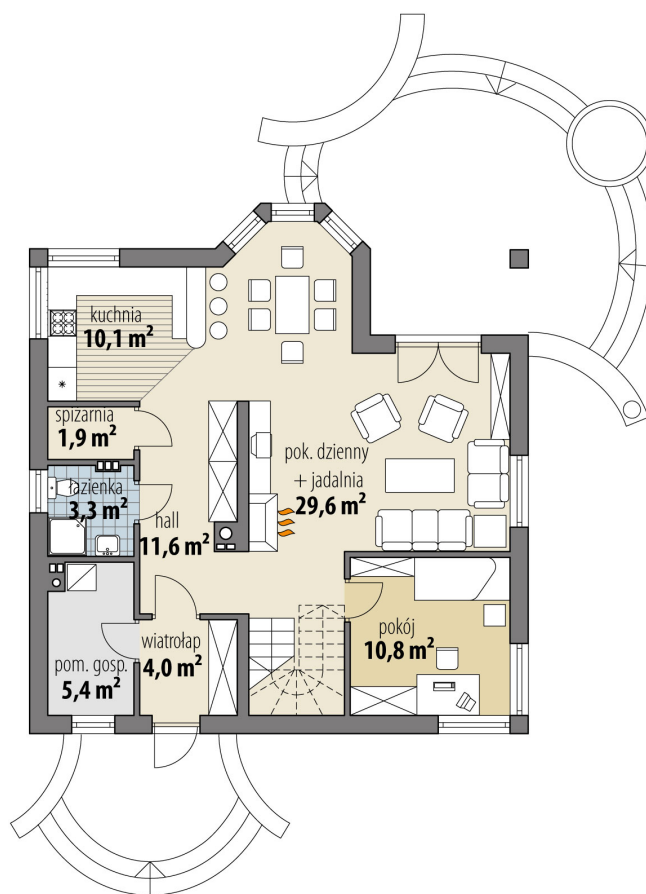 kuchnia
10,1 m²
spiżarnia
1,9 m²
łazienka
3,3 m²
hall
11,6 m²
pok. dzienny
+ jadalnia
29,6 m²
pom. gosp.
5,4 m²
wiatrołap
4,0 m²
pokój
10,8 m²